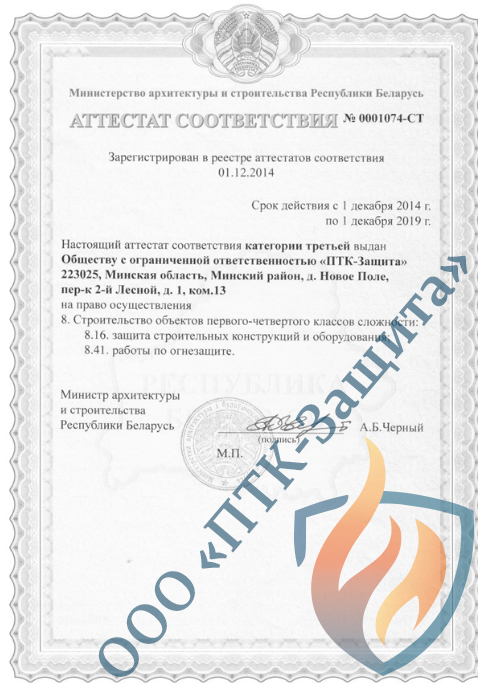 Министерство архитектуры и строительства Республики Беларусь
АТТЕСТАТ СООТВЕТСТВИЯ № 0001074-СТ
Зарегистрирован в реестре аттестатов соответствия
01.12.2014
Срок действия с 1 декабря 2014 г.
по 1 декабря 2019 г.
Настоящий аттестат соответствия категории третьей выдан
Обществу с ограниченной ответственностью «ПТК-Защита»
223025, Минская область, Минский район, д. Новое Поле,
пер-к 2-й Лесной, д. 1, ком.13
на право осуществления
8. Строительство объектов первого-четвертого классов сложности:
8.16. защита строительных конструкций и оборудования;
8.41. работы по огнезащите.
РЕСПУБЛИКА
Министр архитектуры
и строительства
Республики Беларусь
А.Б.Черный
(подпись)
М.П.
ООО «ПТК-Защита»